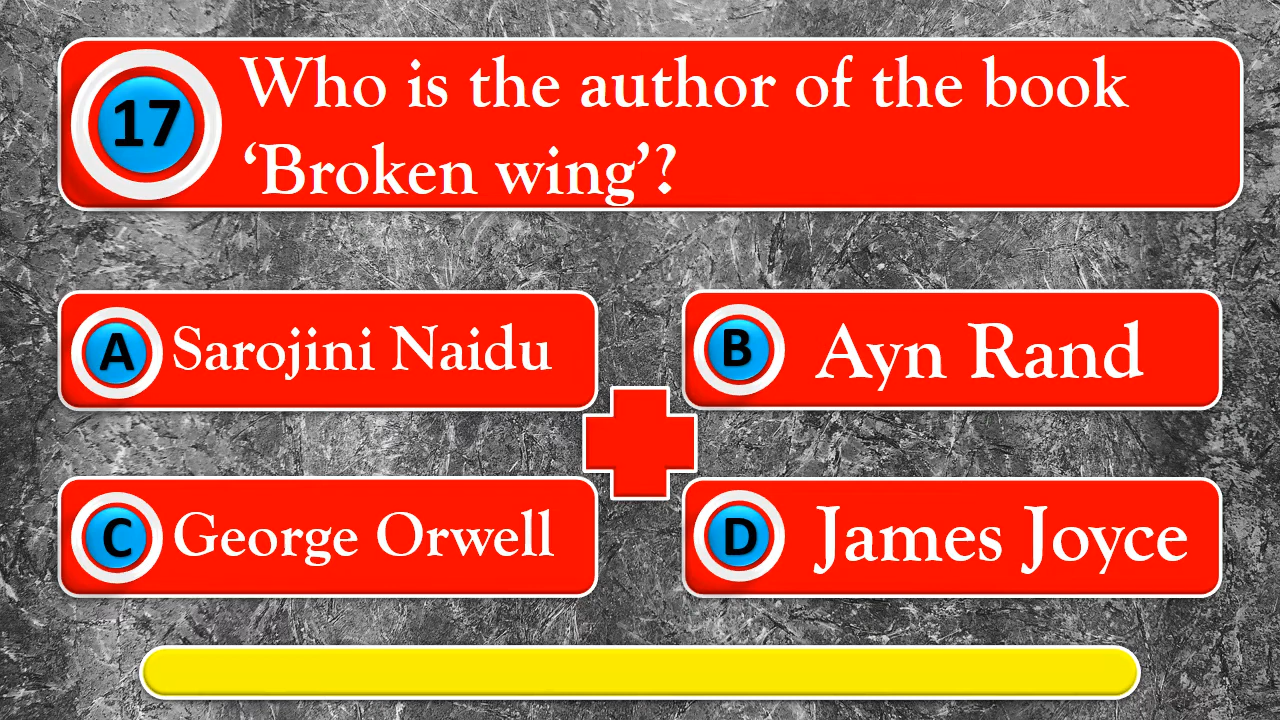 17
Who is the author of the book
‘Broken wing’?
A Sarojini Naidu
B Ayn Rand
C George Orwell
D James Joyce